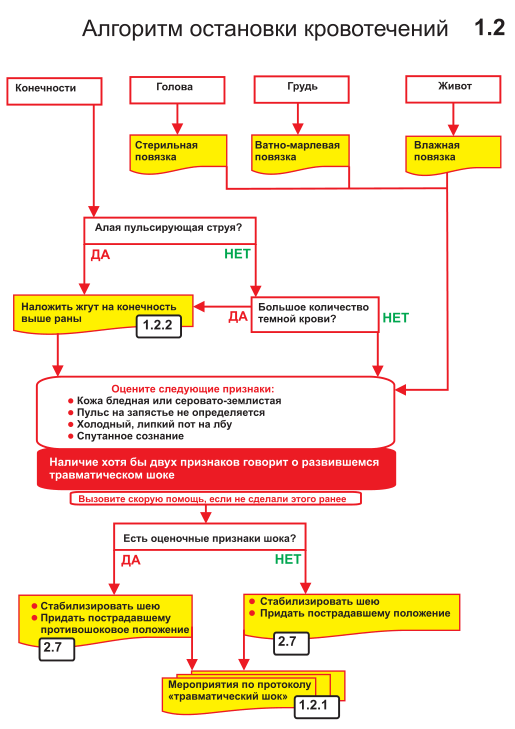 Алгоритм остановки кровотечений 1.2
Конечности
Голова
Грудь
Живот
Стерильная
повязка
Ватно-марлевая
повязка
Влажная
повязка
Алая пульсирующая струя?
ДА
НЕТ
Наложить жгут на конечность
выше раны
1.2.2
ДА
Большое количество
темной крови?
НЕТ
Оцените следующие признаки:
Кожа бледная или серовато-землистая
Пульс на запястье не определяется
Холодный, липкий пот на лбу
Спутанное сознание
Наличие хотя бы двух признаков говорит о развившемся
травматическом шоке
Вызовите скорую помощь, если не сделали этого ранее
Есть оценочные признаки шока?
ДА
НЕТ
Стабилизировать шею
Придать пострадавшему
противошоковое положение
2.7
Стабилизировать шею
Придать пострадавшему положение
2.7
Мероприятия по протоколу
«травматический шок»
1.2.1